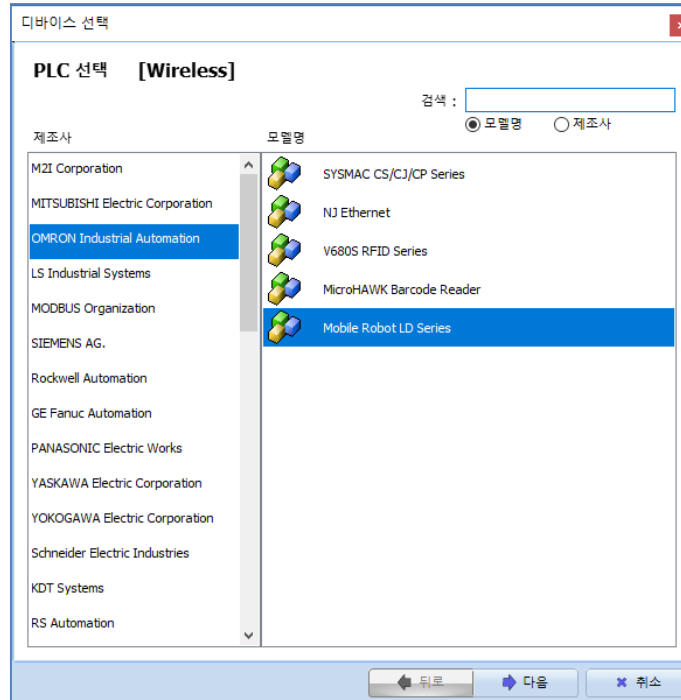 디바이스 선택
PLC 선택 [Wireless]
검색 :
모델명 제조사
제조사 모델명
M2I Corporation
MITSUBISHI Electric Corporation
OMRON Industrial Automation
LS Industrial Systems
MODBUS Organization
SIEMENS AG.
Rockwell Automation
GE Fanuc Automation
PANASONIC Electric Works
YASKAWA Electric Corporation
YOKOGAWA Electric Corporation
Schneider Electric Industries
KDT Systems
RS Automation
SYSMAC CS/CJ/CP Series
NJ Ethernet
V680S RFID Series
MicroHAWK Barcode Reader
Mobile Robot LD Series
뒤로 다음 취소